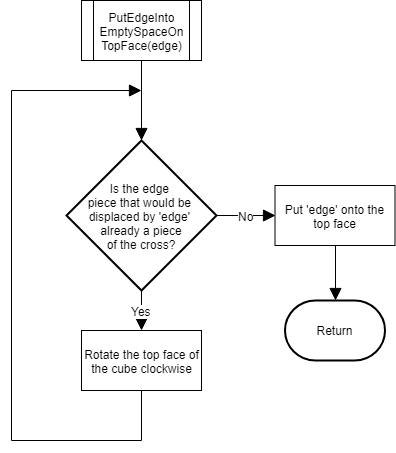 PutEdgeInto
EmptySpaceOn
TopFace(edge)
Is the edge
piece that would be
displaced by 'edge'
already a piece
of the cross?
No
Put 'edge' onto the
top face
Yes
Return
Rotate the top face of
the cube clockwise